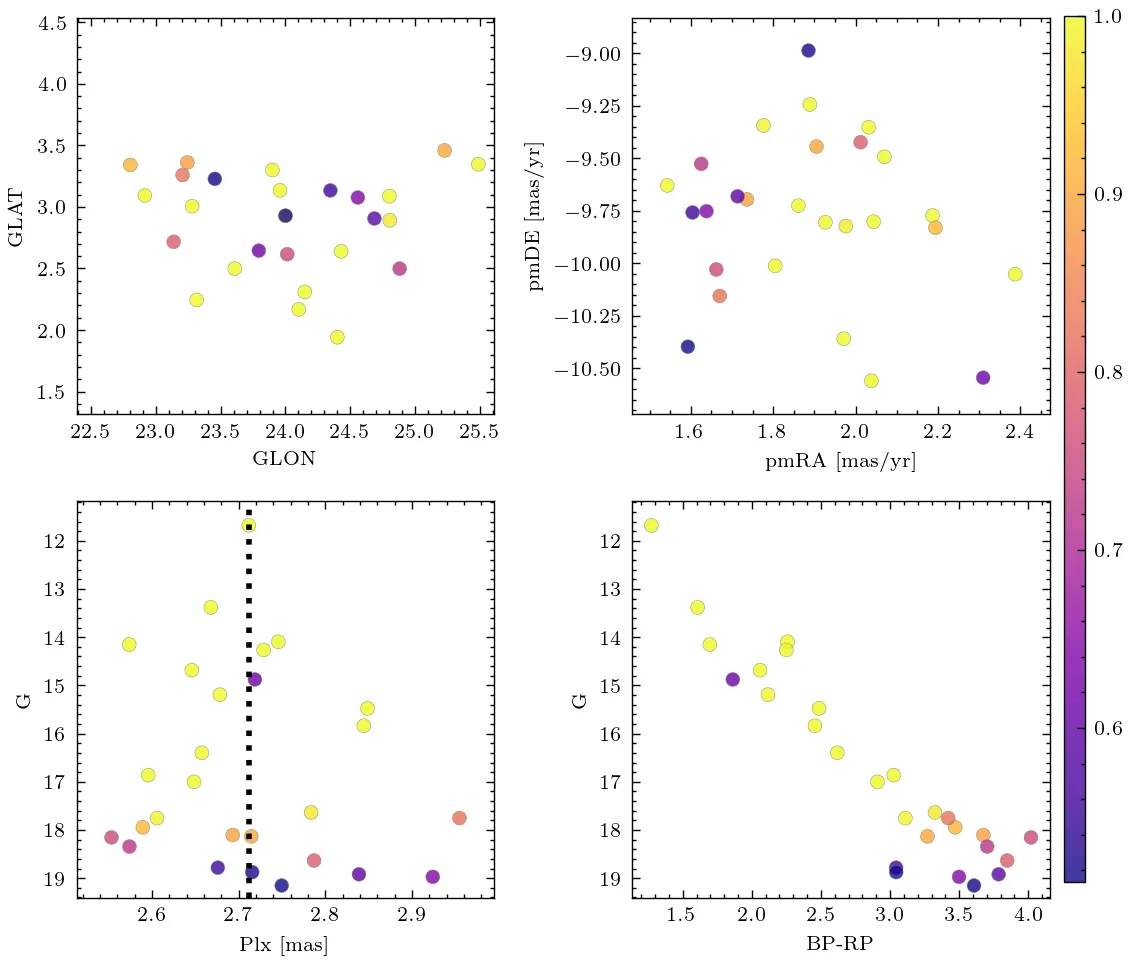 4.5
4.0
3.5
3.0
2.5
2.0
1.5
GLAT
22.5 23.0 23.5 24.0 24.5 25.0 25.5
GLON
−9.00
−9.25
−9.50
−9.75
−10.00
−10.25
−10.50
pmDE [mas/yr]
1.6 1.8 2.0 2.2 2.4
pmRA [mas/yr]
1.0
0.9
0.8
0.7
0.6
12
13
14
15
16
17
18
19
G
2.6 2.7 2.8 2.9
Plx [mas]
12
13
14
15
16
17
18
19
G
1.5 2.0 2.5 3.0 3.5 4.0
BP-RP